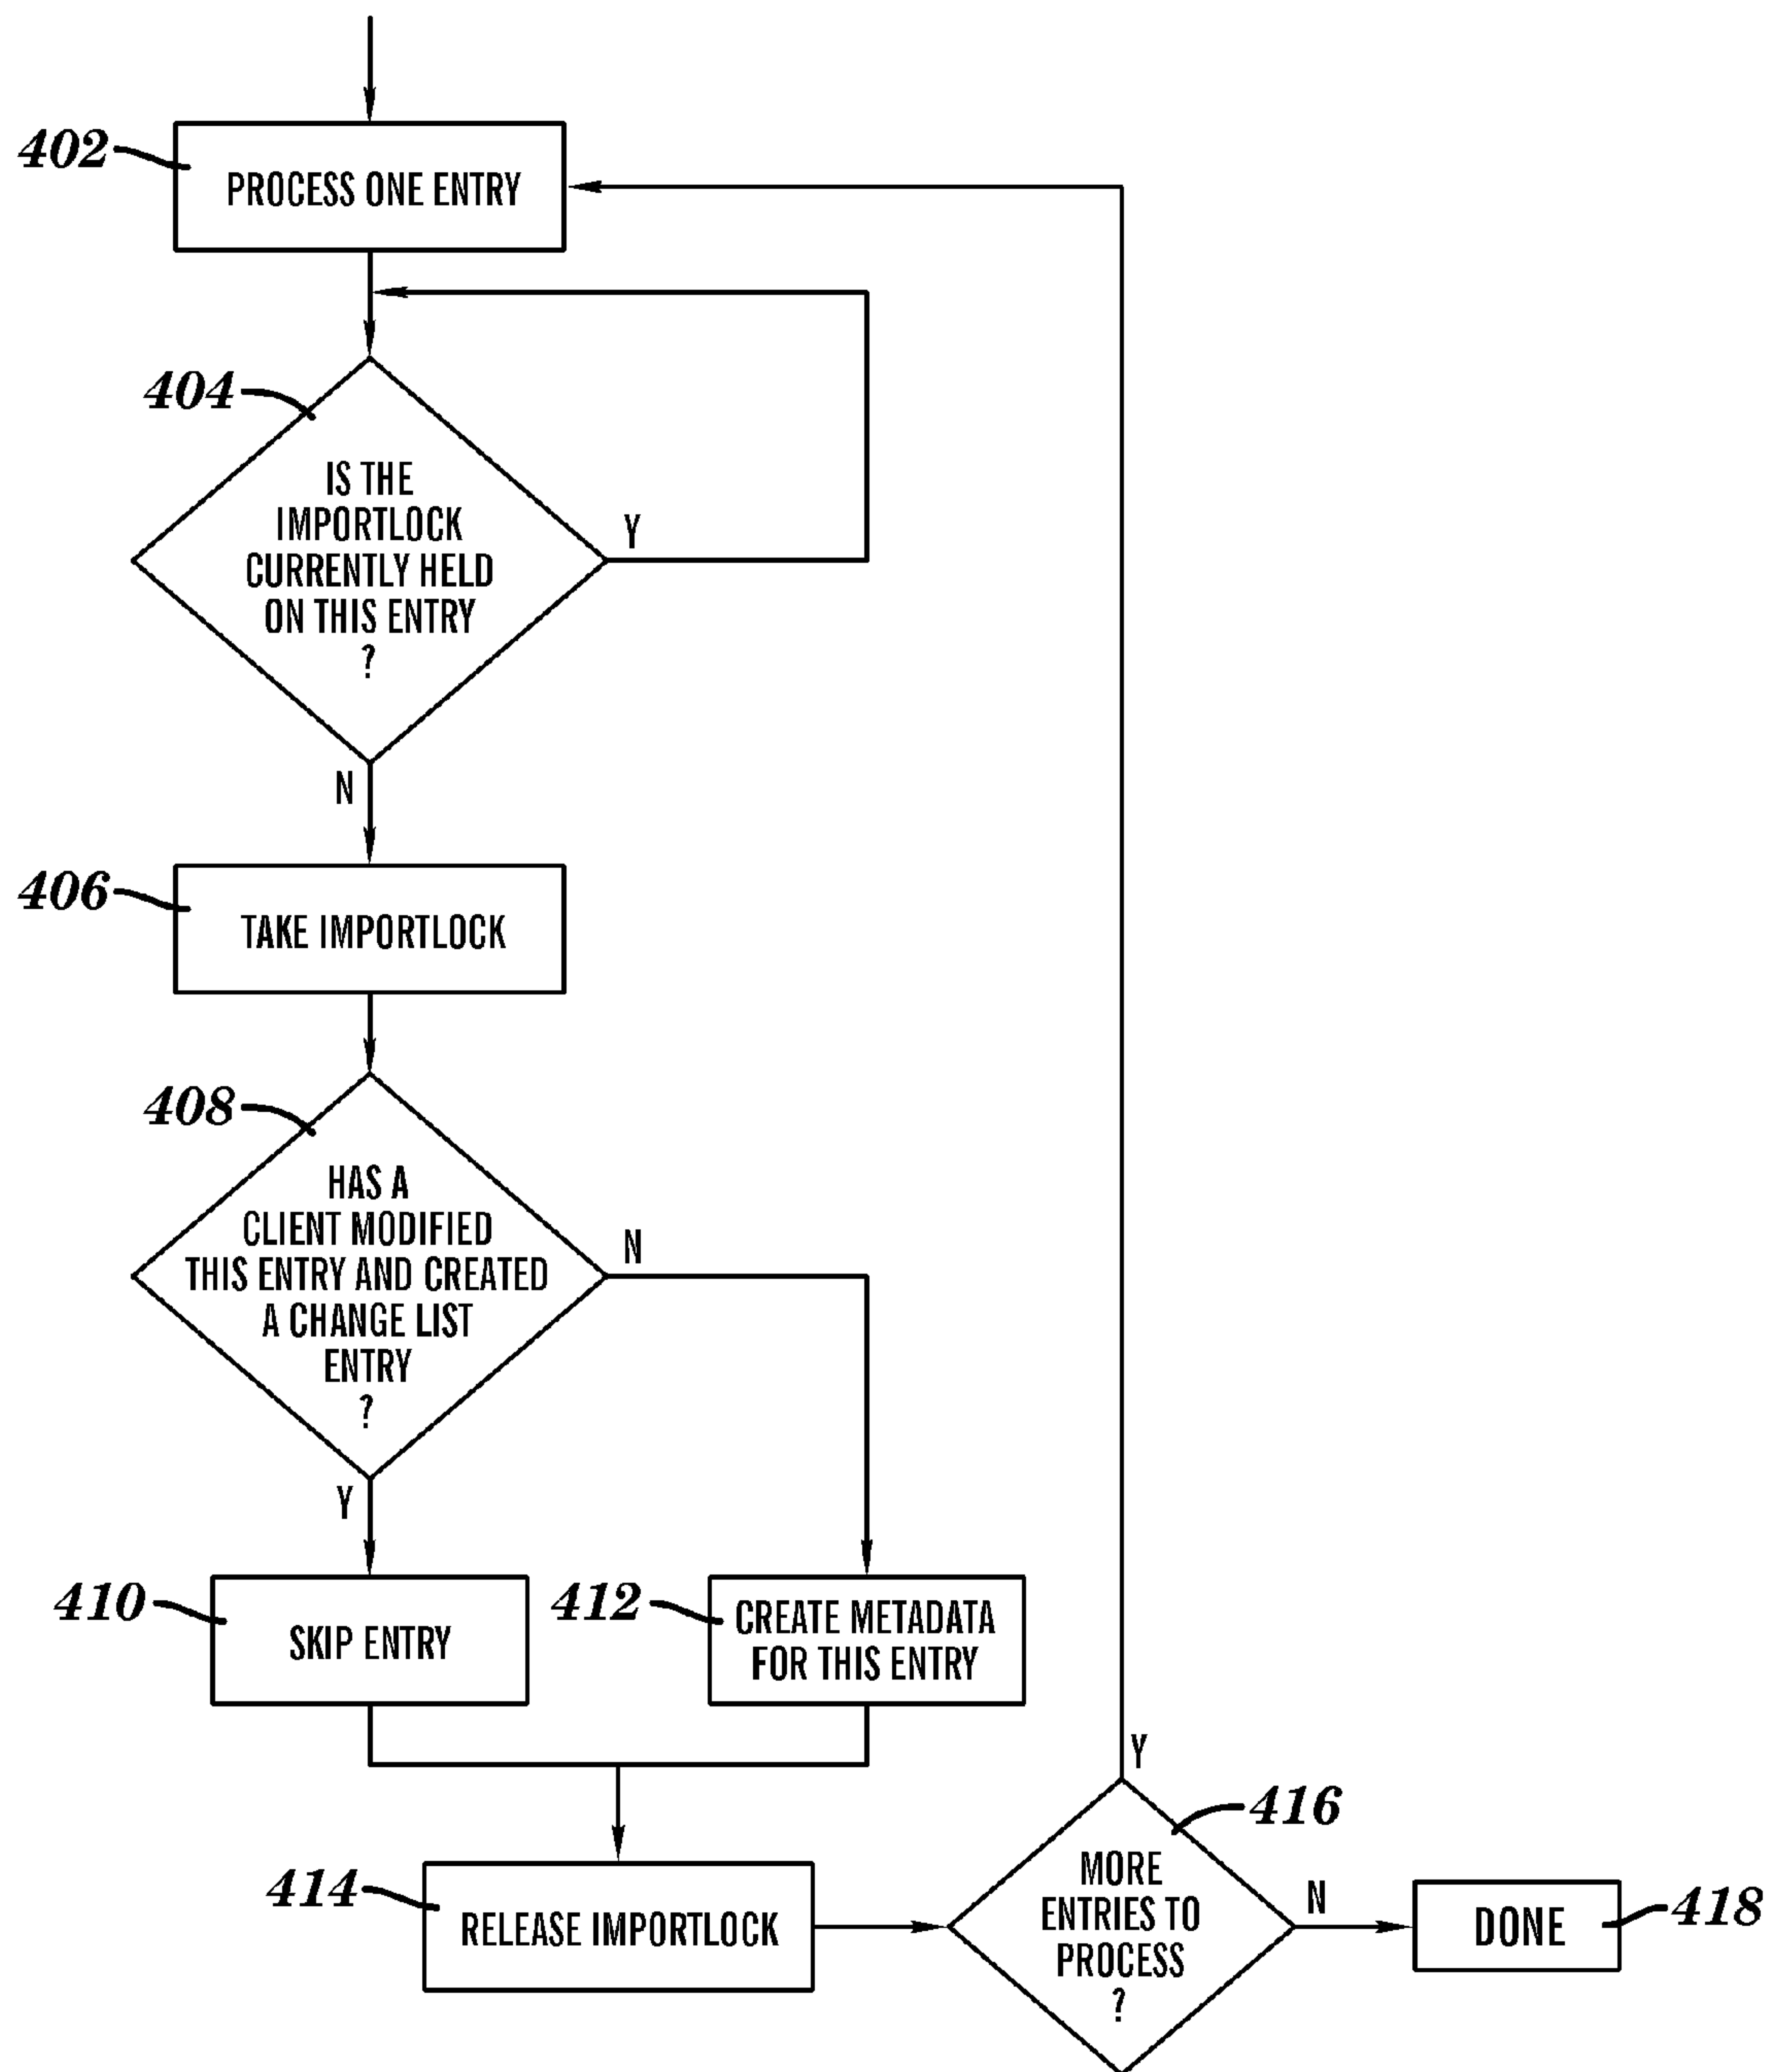 402
PROCESS ONE ENTRY
404
IS THE
IMPORTLOCK
CURRENTLY HELD
ON THIS ENTRY
?
Y
N
406
TAKE IMPORTLOCK
408
HAS A
CLIENT MODIFIED
THIS ENTRY AND CREATED
A CHANGE LIST
ENTRY
?
N
Y
410
SKIP ENTRY
412
CREATE METADATA
FOR THIS ENTRY
414
RELEASE IMPORTLOCK
416
MORE
ENTRIES TO
PROCESS
?
Y
N
DONE
418